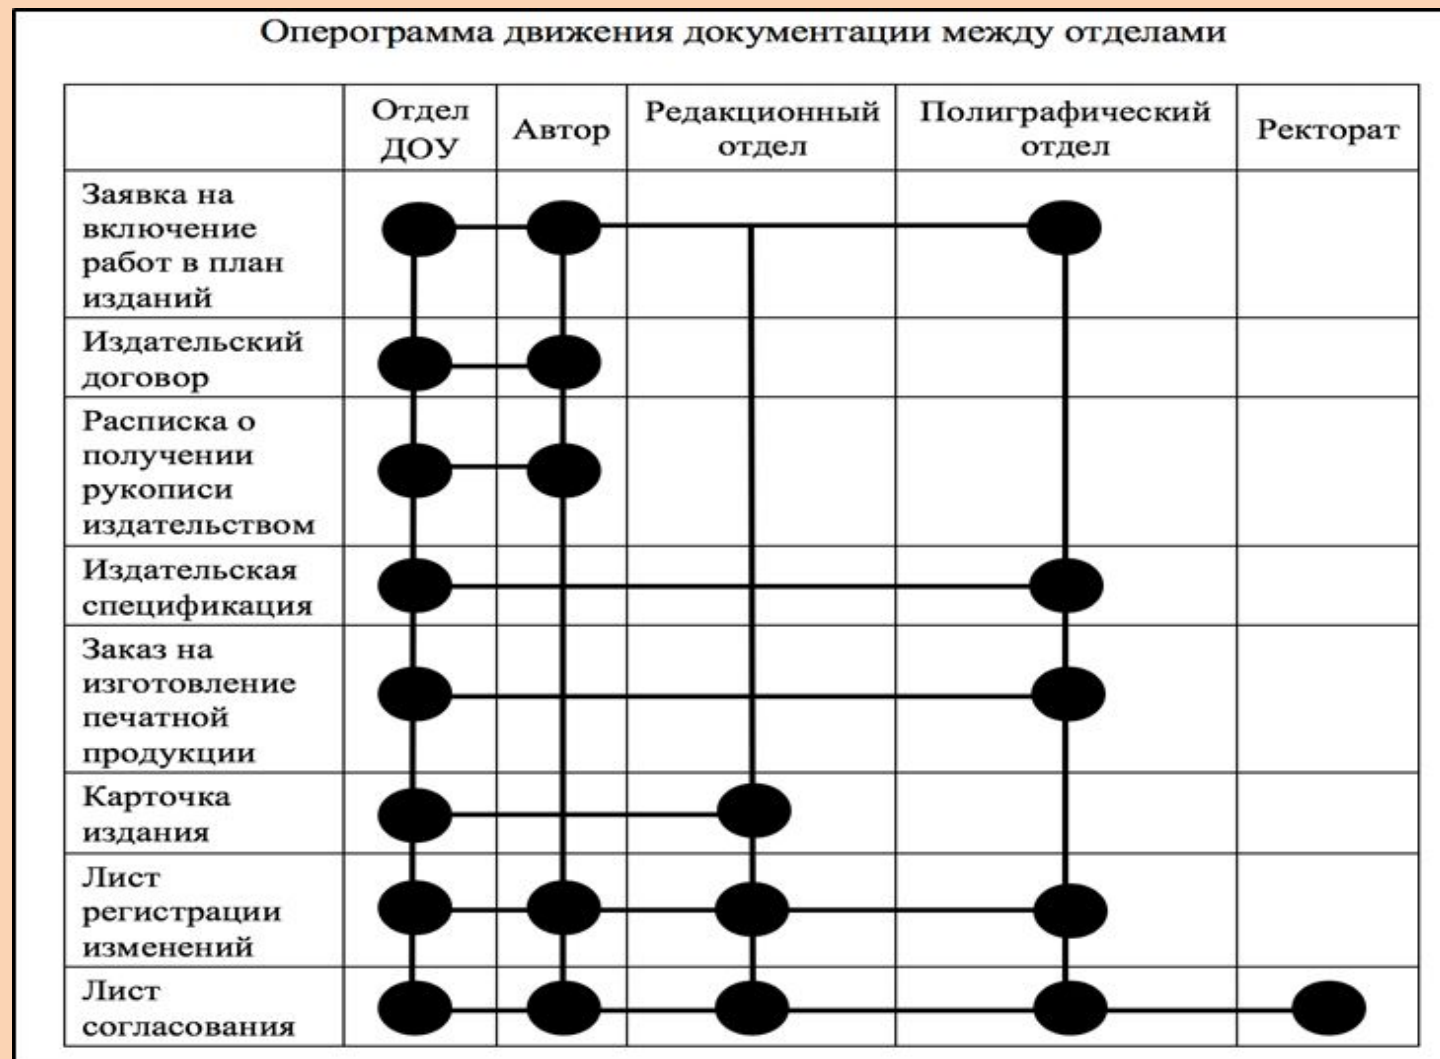 Оперограмма движения документации между отделами
Отдел
ДОУ
Автор
Редакционный
отдел
Полиграфический
отдел
Ректорат
Заявка на
включение
работ в план
изданий
Издательский
договор
Расписка о
получении
рукописи
издательством
Издательская
спецификация
Заказ на
изготовление
печатной
продукции
Карточка
издания
Лист
регистрации
изменений
Лист
согласования